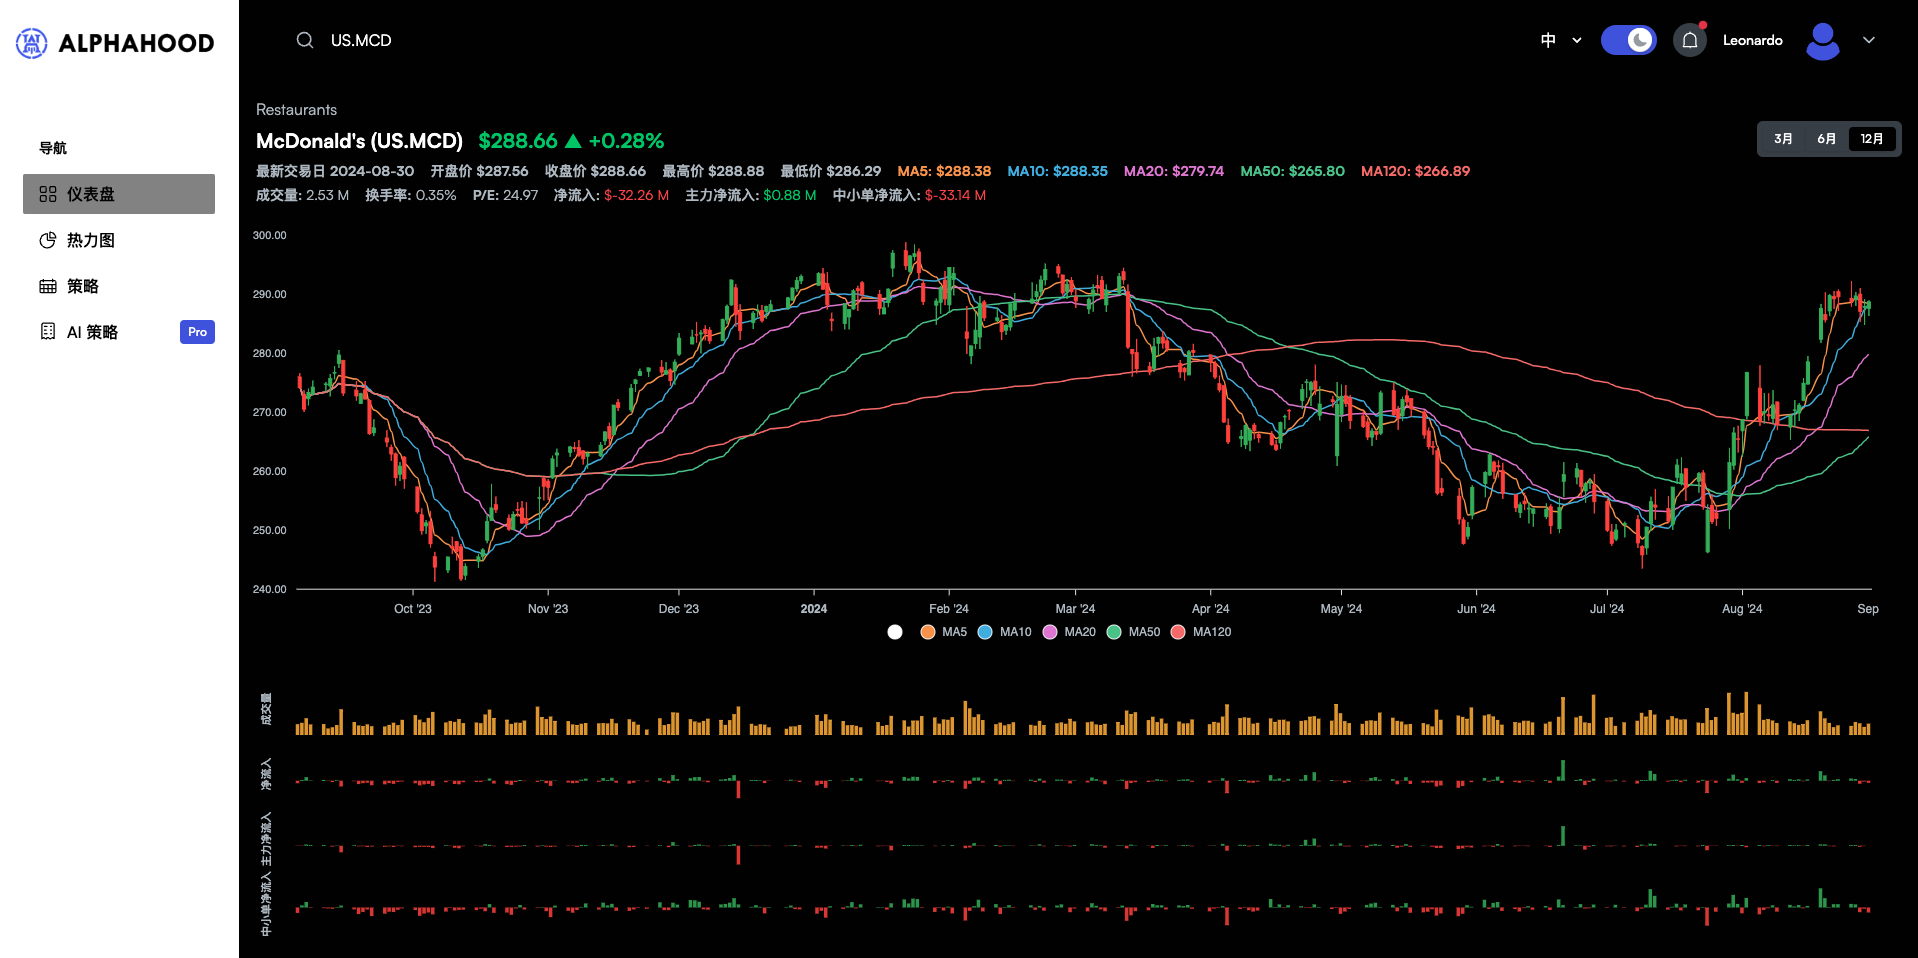 ALPHAHOOD
US.MCD
中
Leonardo
导航
仪表盘
热力图
策略
AI 策略 Pro
Restaurants
McDonald's (US.MCD) $288.66 ▲ +0.28%
3月 6月 12月
最新交易日 2024-08-30 开盘价 $287.56 收盘价 $288.66 最高价 $288.88 最低价 $286.29 MA5: $288.38 MA10: $288.35 MA20: $279.74 MA50: $265.80 MA120: $266.89
成交量: 2.53 M 换手率: 0.35% P/E: 24.97 净流入: $-32.26 M 主力净流入: $0.88 M 中小单净流入: $-33.14 M
300.00
290.00
280.00
270.00
260.00
250.00
240.00
Oct '23 Nov '23 Dec '23 2024 Feb '24 Mar '24 Apr '24 May '24 Jun '24 Jul '24 Aug '24 Sep
MA5 MA10 MA20 MA50 MA120
成交量
净流入
主力净流入
中小单净流入